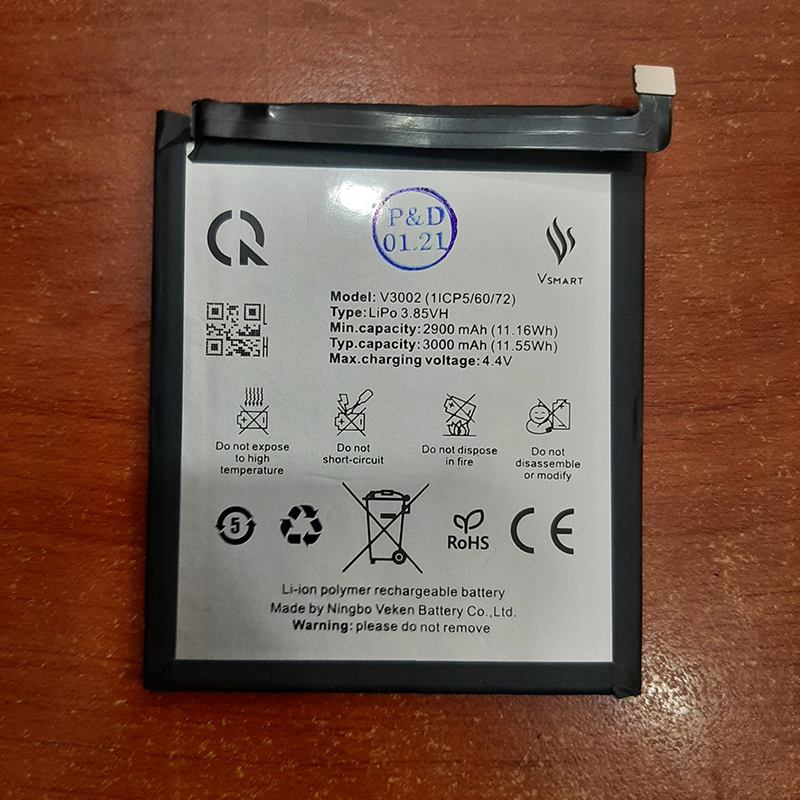 P&D
01.21
VSMART
Model: V3002 (1ICP5/60/72)
Type: LiPo 3.85VH
Min.capacity: 2900 mAh (11.16Wh)
Typ.capacity: 3000 mAh (11.55Wh)
Max.charging voltage: 4.4V
Do not expose
to high
temperature
Do not
short-circuit
Do not dispose
in fire
Do not
disassemble
or modify
5
RoHS
CE
Li-ion polymer rechargeable battery
Made by Ningbo Veken Battery Co.,Ltd.
Warning: please do not remove